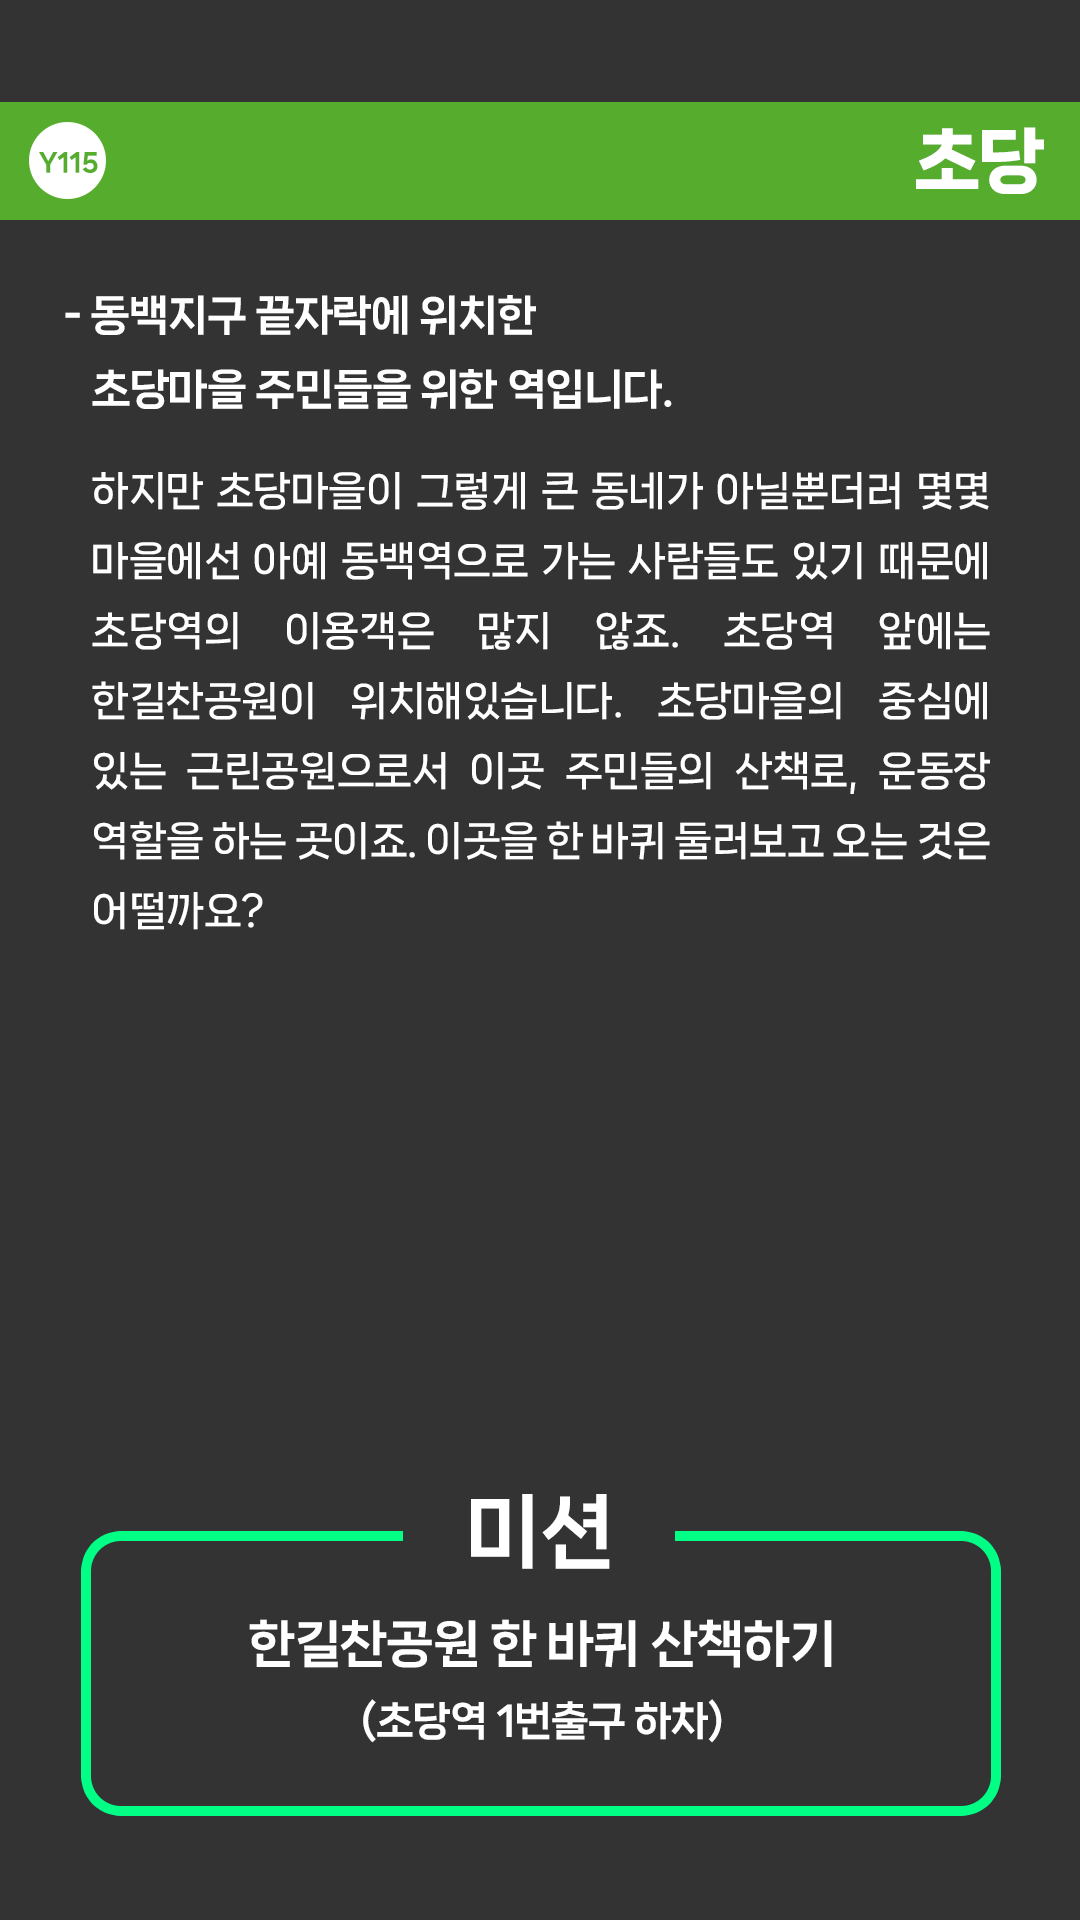 Y115
초당
- 동백지구 끝자락에 위치한
초당마을 주민들을 위한 역입니다.
하지만 초당마을이 그렇게 큰 동네가 아닐뿐더러 몇몇
마을에선 아예 동백역으로 가는 사람들도 있기 때문에
초당역의 이용객은 많지 않죠. 초당역 앞에는
한길찬공원이 위치해있습니다. 초당마을의 중심에
있는 근린공원으로서 이곳 주민들의 산책로, 운동장
역할을 하는 곳이죠. 이곳을 한 바퀴 둘러보고 오는 것은
어떨까요?
미션
한길찬공원 한 바퀴 산책하기
(초당역 1번출구 하차)